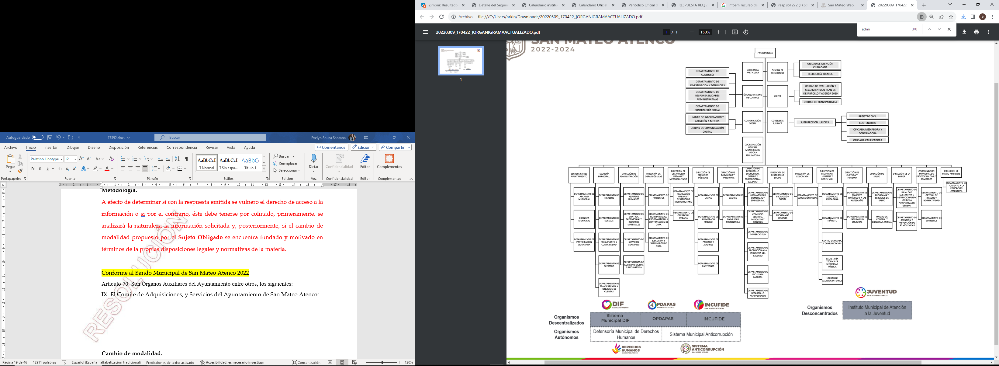 Autoguardado
17392.docx
Buscar
Evelyn Souza Santana
Archivo Inicio Insertar Dibujar Diseño Disposición Referencias Correspondencia Revisar Vista Ayuda
Comentarios Edición Compartir
Pegar
Palatino Linotype 12
N K S ab x₂ x²
AaBbCcI AaBbCcI AaBbCc
¶ Normal ¶ Sin espa... Título 1
Buscar
Reemplazar
Seleccionar
Dictar
Confidencialidad
Editor
Complementos
Portapapeles Fuente Párrafo Estilos Edición Voz Confidencialidad Editor Complementos
Metodología.
A efecto de determinar si con la respuesta emitida se vulnero el derecho de acceso a la
información o si por el contrario, éste debe tenerse por colmado, primeramente, se
analizará la naturaleza la información solicitada y, posteriormente, si el cambio de
modalidad propuesto por el Sujeto Obligado se encuentra fundado y motivado en
términos de la propias disposiciones legales y normativas de la materia.
Conforme al Bando Municipal de San Mateo Atenco 2022
Artículo 70. Son Órganos Auxiliares del Ayuntamiento entre otros, los siguientes:
IX. El Comité de Adquisiciones, y Servicios del Ayuntamiento de San Mateo Atenco;
Cambio de modalidad.
RESOLUCIÓN
Página 19 de 46 12911 palabras Español (España - alfabetización tradicional) Predicciones de texto: activado Accesibilidad: es necesario investigar Concentración 120%
Zimbra: Resultado
Detalle del Seguin
Calendario institu
Calendario Oficial
Periódico Oficial d
RESPUESTA REQ 2
infoem recurso de
resp sol 272 (1).pc
San Mateo Web.
20220309_170422
Archivo file:///C:/Users/arkin/Downloads/20220309_170422_]ORGANIGRAMAACTUALIZADO.pdf
20220309_170422_]ORGANIGRAMAACTUALIZADO.pdf
1 / 1 150%
admi 0/0
1
SAN MATEO ATENCO
2022-2024
PRESIDENCIA
SECRETARIA
PARTICULAR
OFICINA DE
PRESIDENCIA
UNIDAD DE ATENCIÓN
CIUDADANA
SECRETARÍA TÉCNICA
DEPARTAMENTO DE
AUDITORÍA
DEPARTAMENTO DE
INVESTIGACIÓN Y DENUNCIAS
DEPARTAMENTO DE
RESPONSABILIDADES
ADMINISTRATIVAS
DEPARTAMENTO DE
CONTRALORÍA SOCIAL
ÓRGANO INTERNO
DE CONTROL
UIPPET
UNIDAD DE EVALUACIÓN Y
SEGUIMIENTO AL PLAN DE
DESARROLLO Y AGENDA 2030
UNIDAD DE TRANSPARENCIA
UNIDAD DE INFORMACIÓN Y
ATENCIÓN A MEDIOS
UNIDAD DE COMUNICACIÓN
DIGITAL
COMUNICACIÓN
SOCIAL
CONSEJERÍA
JURÍDICA
SUBDIRECCIÓN JURÍDICA
REGISTRO CIVIL
CONTENCIOSO
OFICIALIA MEDIADORA Y
CONCILIADORA
OFICIALIA CALIFICADORA
COORDINACIÓN
GENERAL
MUNICIPAL DE
MEJORA
REGULATORIA
SECRETARIA DEL
AYUNTAMIENTO
DEPARTAMENTO DE
ARCHIVO
MUNICIPAL
CRONISTA
MUNICIPAL
DEPARTAMENTO DE
PARTICIPACION
CIUDADANA
TESORERÍA
MUNICIPAL
DEPARTAMENTO DE
INGRESOS
DEPARTAMENTO DE
EGRESOS
DEPARTAMENTO DE
PRESUPUESTO Y
CONTABILIDAD
DEPARTAMENTO DE
CATASTRO
DEPARTAMENTO DE
TRANSPARENCIA Y
RENDICIÓN DE
CUENTAS
DIRECCIÓN DE
ADMINISTRACIÓN
DEPARTAMENTO DE
RECURSOS
HUMANOS
DEPARTAMENTO DE
CONTROL
PATRIMONIAL Y
RECURSOS
MATERIALES
DEPARTAMENTO DE
SERVICIOS
GENERALES
DEPARTAMENTO DE
GOBIERNO DIGITAL
E INFORMÁTICA
DIRECCIÓN DE
OBRAS PÚBLICAS
DEPARTAMENTO DE
PROYECTOS
DEPARTAMENTO DE
NORMATIVIDAD,
PROGRAMACIÓN Y
CONTRATACIÓN DE
OBRA
DEPARTAMENTO DE
EJECUCIÓN Y
SUPERVISIÓN DE
OBRA
DIRECCIÓN DE
DESARROLLO
URBANO Y
METROPOLITANO
DEPARTAMENTO DE
PLANEACIÓN
URBANA Y
DESARROLLO
METROPOLITANO
DEPARTAMENTO DE
OPERACIÓN
URBANA
DIRECCIÓN DE
SERVICIOS
PÚBLICOS
DEPARTAMENTO DE
LIMPIA
DEPARTAMENTO DE
ALUMBRADO
PÚBLICO
DEPARTAMENTO DE
PARQUES Y
JARDÍNES
DEPARTAMENTO DE
PANTEONES
DIRECCIÓN DE
MOVILIDAD Y
TRANSPORTE
DEPARTAMENTO DE
BACHEO
DEPARTAMENTO DE
MOVILIDAD
SUSTENTABLE
DIRECCIÓN DE
DESARROLLO
ECONOMICO,
EMPLEO Y
PROMOCIÓN AL
CALZADO
DEPARTAMENTO DE
NORMATIVIDAD
COMERCIAL Y
EMPRESARIAL
DEPARTAMENTO DE
COMERCIO
SEMIFIJO,
MERCADOS Y
TIANGUIS
DEPARTAMENTO DE
COMERCIO FIJO
DEPARTAMENTO DE
PROMOCIÓN A LA
INDUSTRIA DEL
CALZADO
DEPARTAMENTO DE
INCLUSIÓN
LABORAL
DEPARTAMENTO DE
DESARROLLO
AGROPECUARIO
DIRECCIÓN DE
DESARROLLO
SOCIAL
DEPARTAMENTO DE
PROMOCIÓN
SOCIAL
DEPARTAMENTO DE
PROGRAMAS
SOCIALES
DIRECCIÓN DE
EDUCACIÓN
DEPARTAMENTO DE
EDUCACIÓN INICIAL
DIRRECIÓN DE
SEGURIDAD
HUMANA Y
ORDEN VIAL
DEPARTAMENTO DE
SEGURIDAD
CIUDADANA
DEPARTAMENTO DE
TRÁNSITO
CENTRO DE MANDO
Y COMUNICACIÓN
SECRETARÍA
TÉCNICA DE
SEGURIDAD
PÚBLICA
UNIDAD DE
ASUNTOS INTERNOS
DIRECCIÓN DE
CULTURA Y
TURISMO
DEPARTAMENTO DE
FOMENTO
TURÍSTICO Y A LAS
ARTESANÍAS
DEPARTAMENTO DE
PATRIMONIO
CULTURAL
DIRECCIÓN DE
SALUD
DEPARTAMENTO DE
PROGRAMA Y
SERVICIOS DE
SALUD
UNIDAD DE
CONTROL Y
BIENESTAR ANIMAL
DIRECCIÓN DE LA
MUJER
DEPARTAMENTO DE
IGUALDAD
SUSTANTIVA E
INSTITUCIONALIZAC
IÓN DE LA
PERSPECTIVA DE
GÉNERO
DEPARTAMENTO DE
ATENCIÓN Y
PREVENCIÓN DE
LAS VIOLENCIAS
COORDINACION
MUNICIPAL DE
PROTECCIÓN CIVIL Y
BOMBEROS
DEPARTAMENTO DE
GESTIÓN DE
RIESGOS Y
NORMATIVIDAD
DEPARTAMENTO DE
BOMBEROS
DIRECCIÓN DE
MEDIO AMBIENTE
DEPARTAMENTO DE
FOMENTO A LA
EDUCACIÓN
AMBIENTAL
DIF
SAN MATEO ATENCO
OPDAPAS
SAN MATEO ATENCO
IMCUFIDE
SAN MATEO ATENCO
JUVENTUD
SAN MATEO ATENCO
Organismos
Descentralizados
Sistema
Municipal DIF
OPDAPAS
IMCUFIDE
Organismos
Desconcentrados
Instituto Municipal de Atención
a la Juventud
Organismos
Autónomos
Defensoría Municipal de Derechos
Humanos
Sistema Municipal Anticorrupción
DERECHOS
HUMANOS
SAN MATEO ATENCO
SISTEMA
ANTICORRUPCIÓN
SAN MATEO ATENCO